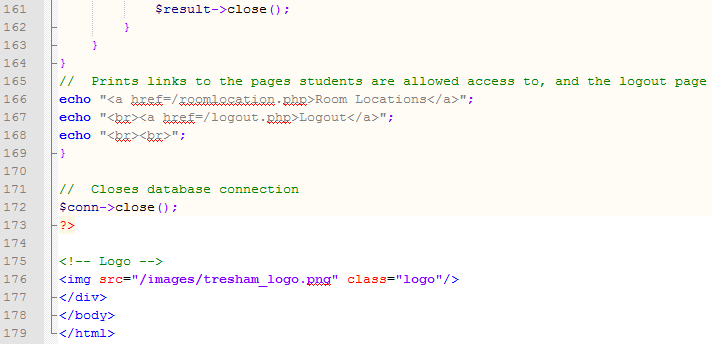 161 $result->close();
162 }
163 }
164 }
165 // Prints links to the pages students are allowed access to, and the logout page
166 echo "<a href=/roomlocation.php>Room Locations</a>";
167 echo "<br><a href=/logout.php>Logout</a>";
168 echo "<br><br>";
169 }
170
171 // Closes database connection
172 $conn->close();
173 ?>
174
175 <!-- Logo -->
176 <img src="/images/tresham_logo.png" class="logo"/>
177 </div>
178 </body>
179 </html>